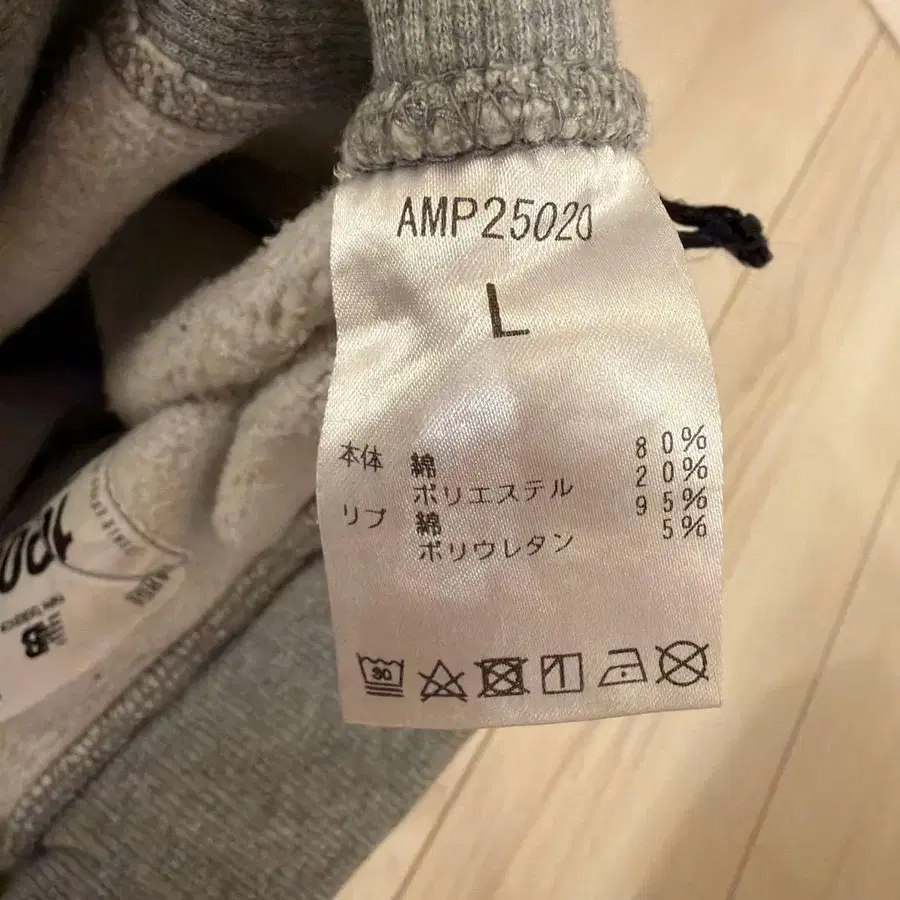 AMP25020
L
本体 綿 80%
ポリエステル 20%
リブ 綿 95%
ポリウレタン 5%
30